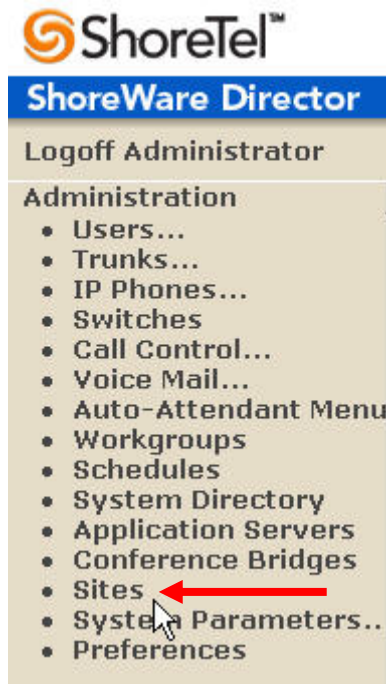 ShoreTel™
ShoreWare Director
Logoff Administrator
Administration
• Users...
• Trunks...
• IP Phones...
• Switches
• Call Control...
• Voice Mail...
• Auto-Attendant Menu
• Workgroups
• Schedules
• System Directory
• Application Servers
• Conference Bridges
• Sites
• System Parameters..
• Preferences